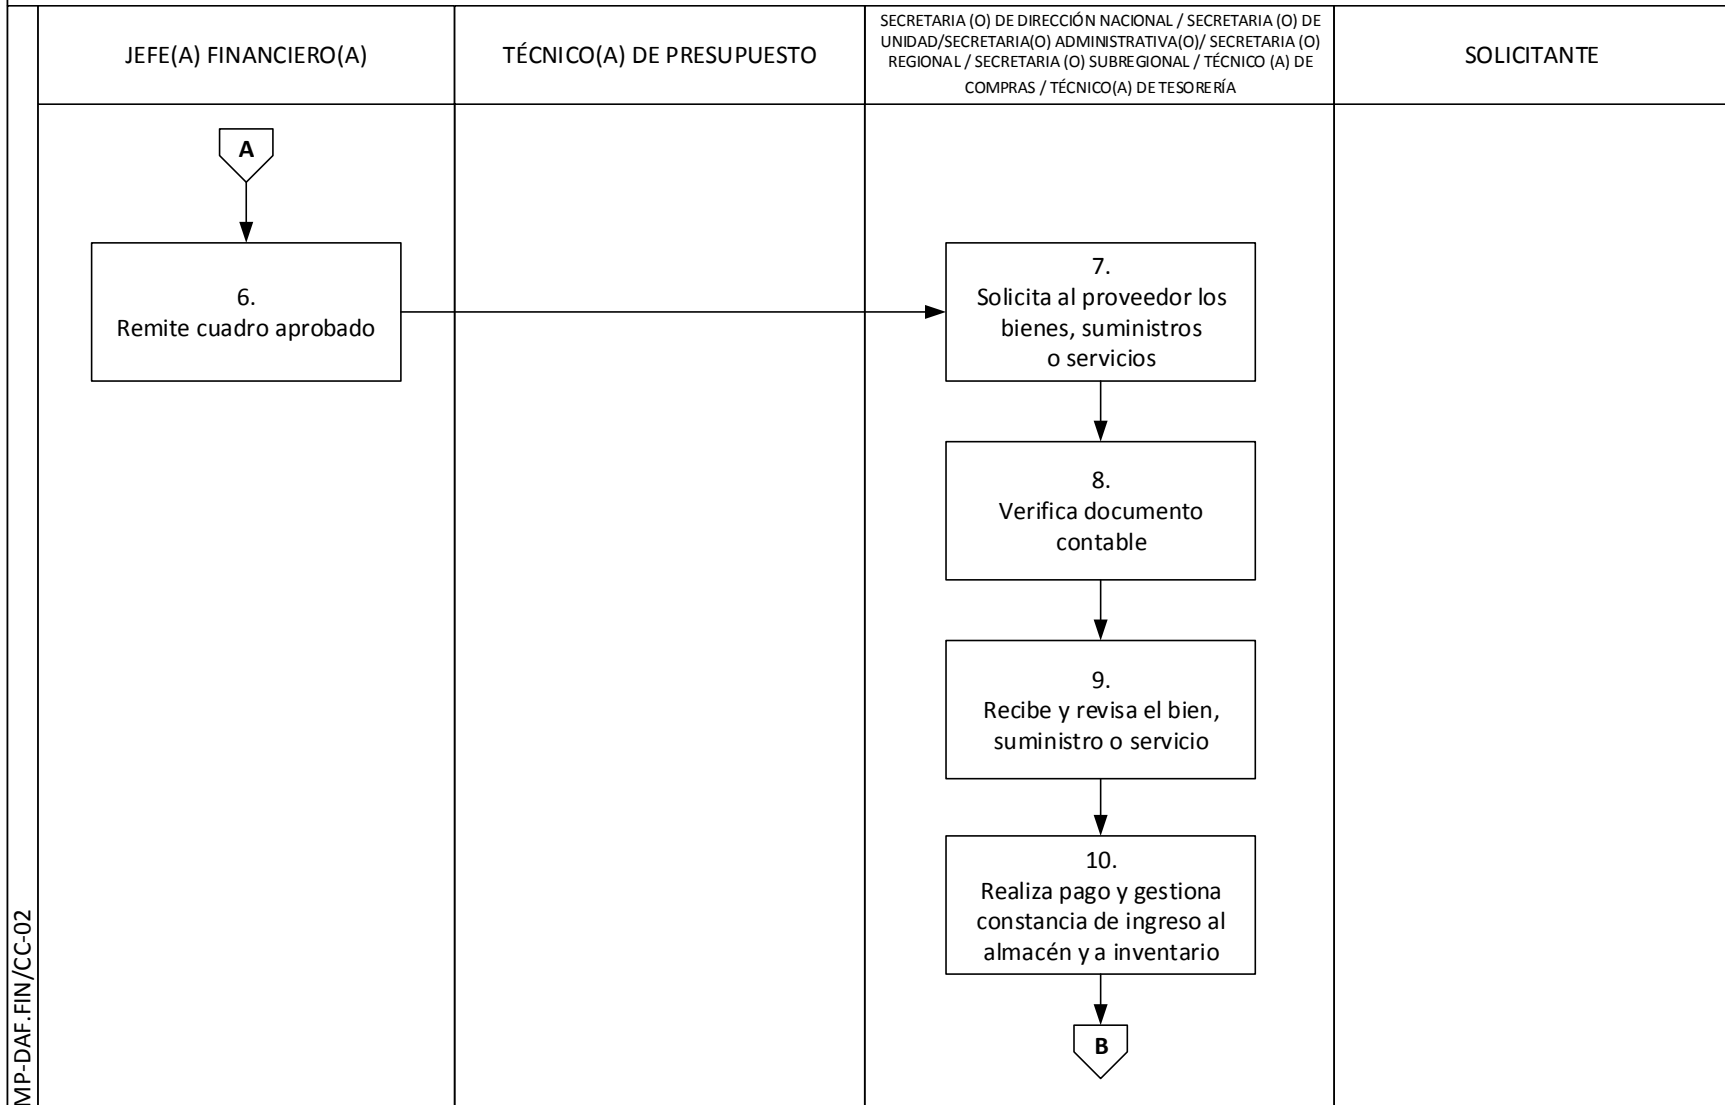 JEFE(A) FINANCIERO(A)
TÉCNICO(A) DE PRESUPUESTO
SECRETARIA (O) DE DIRECCIÓN NACIONAL / SECRETARIA (O) DE
UNIDAD/SECRETARIA(O) ADMINISTRATIVA(O)/ SECRETARIA (O)
REGIONAL / SECRETARIA (O) SUBREGIONAL / TÉCNICO (A) DE
COMPRAS / TÉCNICO(A) DE TESORERÍA
SOLICITANTE
A
6.
Remite cuadro aprobado
7.
Solicita al proveedor los
bienes, suministros
o servicios
8.
Verifica documento
contable
9.
Recibe y revisa el bien,
suministro o servicio
10.
Realiza pago y gestiona
constancia de ingreso al
almacén y a inventario
B
MP-DAF.FIN/CC-02